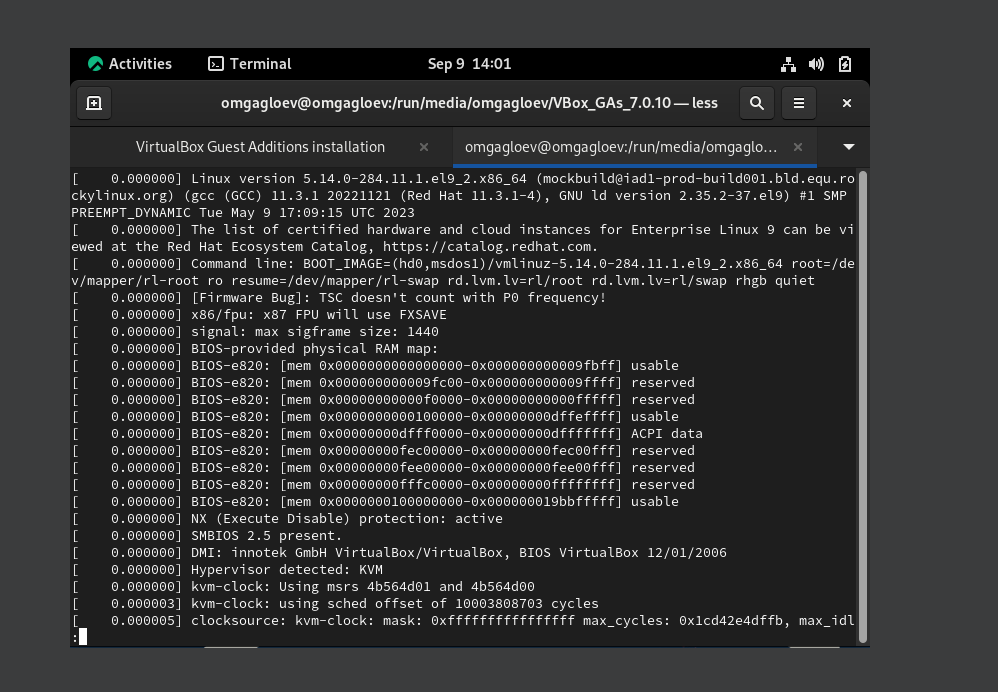 Activities
Terminal
Sep 9 14:01
omgagloev@omgagloev:/run/media/omgagloev/VBox_GAs_7.0.10 — less
VirtualBox Guest Additions installation
omgagloev@omgagloev:/run/media/omgaglo…
[    0.000000] Linux version 5.14.0-284.11.1.el9_2.x86_64 (mockbuild@iad1-prod-build001.bld.equ.ro
ckylinux.org) (gcc (GCC) 11.3.1 20221121 (Red Hat 11.3.1-4), GNU ld version 2.35.2-37.el9) #1 SMP
PREEMPT_DYNAMIC Tue May 9 17:09:15 UTC 2023
[    0.000000] The list of certified hardware and cloud instances for Enterprise Linux 9 can be vi
ewed at the Red Hat Ecosystem Catalog, https://catalog.redhat.com.
[    0.000000] Command line: BOOT_IMAGE=(hd0,msdos1)/vmlinuz-5.14.0-284.11.1.el9_2.x86_64 root=/de
v/mapper/rl-root ro resume=/dev/mapper/rl-swap rd.lvm.lv=rl/root rd.lvm.lv=rl/swap rhgb quiet
[    0.000000] [Firmware Bug]: TSC doesn't count with P0 frequency!
[    0.000000] x86/fpu: x87 FPU will use FXSAVE
[    0.000000] signal: max sigframe size: 1440
[    0.000000] BIOS-provided physical RAM map:
[    0.000000] BIOS-e820: [mem 0x0000000000000000-0x000000000009fbff] usable
[    0.000000] BIOS-e820: [mem 0x000000000009fc00-0x000000000009ffff] reserved
[    0.000000] BIOS-e820: [mem 0x00000000000f0000-0x00000000000fffff] reserved
[    0.000000] BIOS-e820: [mem 0x0000000000100000-0x00000000dffeffff] usable
[    0.000000] BIOS-e820: [mem 0x00000000dfff0000-0x00000000dfffffff] ACPI data
[    0.000000] BIOS-e820: [mem 0x00000000fec00000-0x00000000fec00fff] reserved
[    0.000000] BIOS-e820: [mem 0x00000000fee00000-0x00000000fee00fff] reserved
[    0.000000] BIOS-e820: [mem 0x00000000fffc0000-0x00000000ffffffff] reserved
[    0.000000] BIOS-e820: [mem 0x0000000100000000-0x000000019bbfffff] usable
[    0.000000] NX (Execute Disable) protection: active
[    0.000000] SMBIOS 2.5 present.
[    0.000000] DMI: innotek GmbH VirtualBox/VirtualBox, BIOS VirtualBox 12/01/2006
[    0.000000] Hypervisor detected: KVM
[    0.000000] kvm-clock: Using msrs 4b564d01 and 4b564d00
[    0.000003] kvm-clock: using sched offset of 10003808703 cycles
[    0.000005] clocksource: kvm-clock: mask: 0xffffffffffffffff max_cycles: 0x1cd42e4dffb, max_idl
: